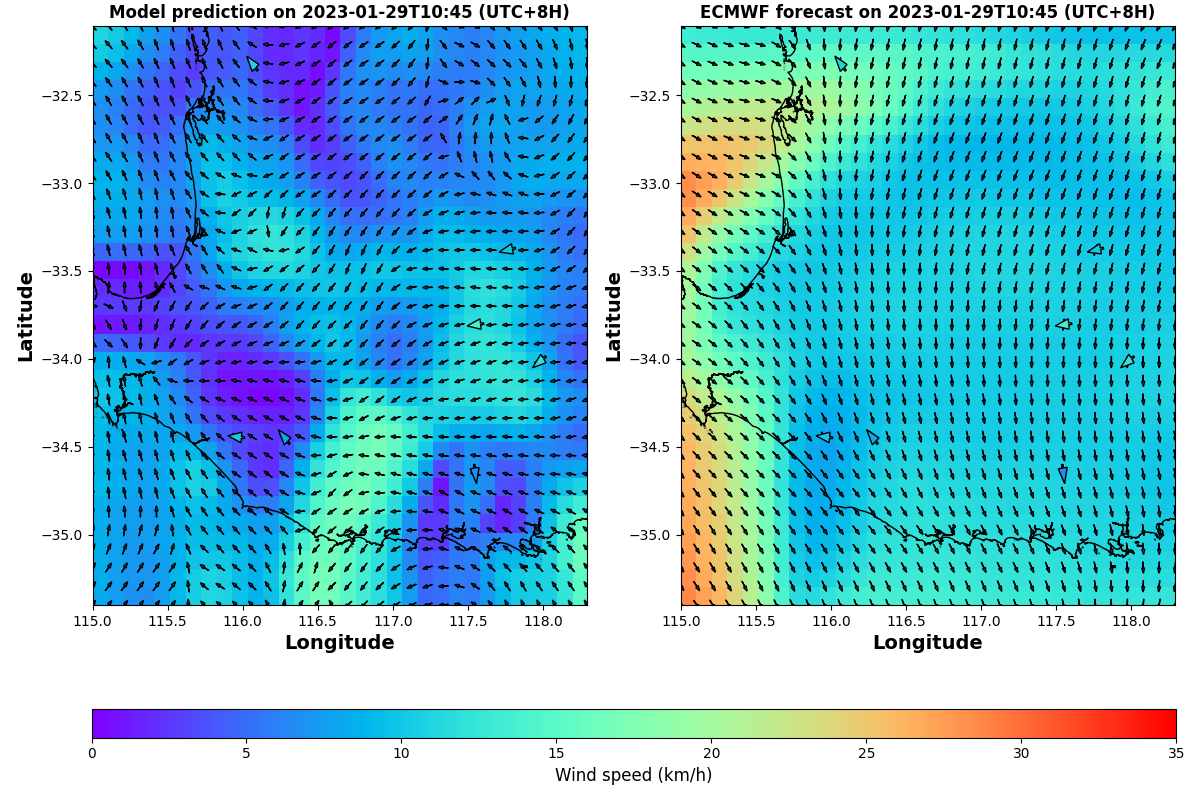 Model prediction on 2023-01-29T10:45 (UTC+8H)
ECMWF forecast on 2023-01-29T10:45 (UTC+8H)
Latitude
−32.5
−33.0
−33.5
−34.0
−34.5
−35.0
115.0 115.5 116.0 116.5 117.0 117.5 118.0
Longitude
Latitude
−32.5
−33.0
−33.5
−34.0
−34.5
−35.0
115.0 115.5 116.0 116.5 117.0 117.5 118.0
Longitude
0 5 10 15 20 25 30 35
Wind speed (km/h)